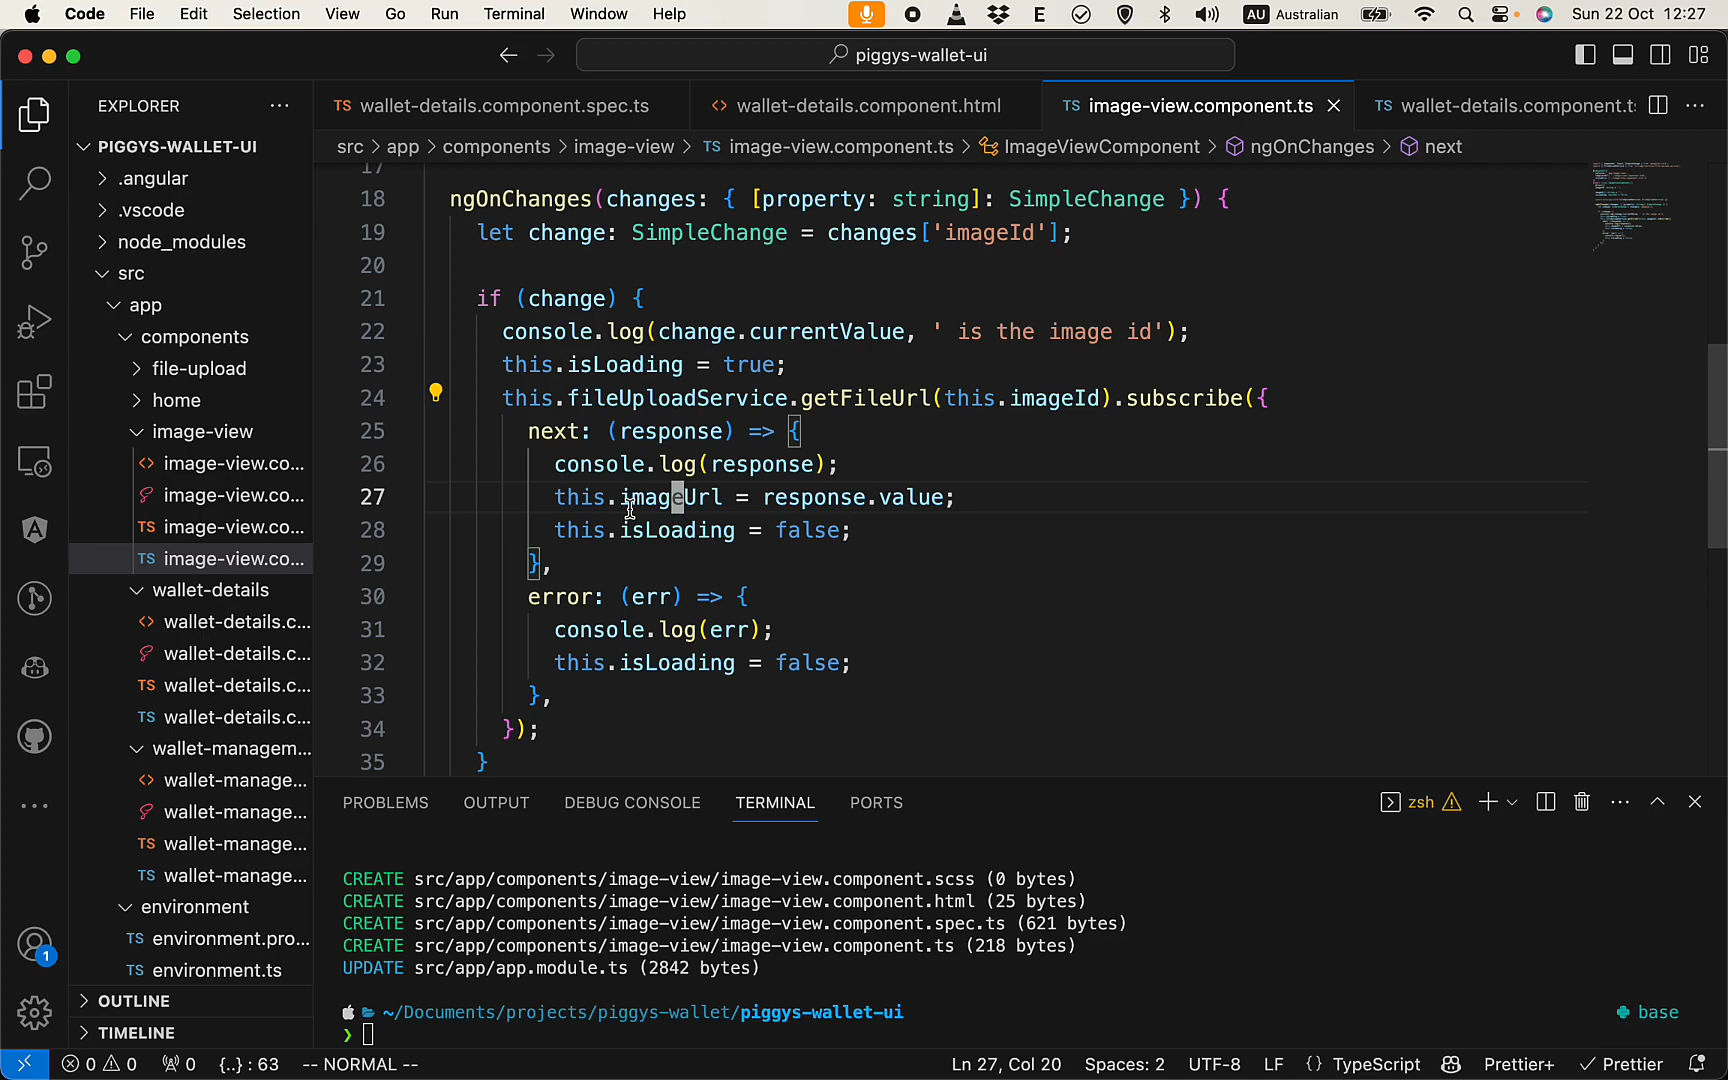 Code File Edit Selection View Go Run Terminal Window Help E AU Australian Sun 22 Oct 12:27
piggys-wallet-ui
EXPLORER
TS wallet-details.component.spec.ts <> wallet-details.component.html TS image-view.component.ts TS wallet-details.component.t
src > app > components > image-view > TS image-view.component.ts > ImageViewComponent > ngOnChanges > next
PIGGYS-WALLET-UI
.angular
.vscode
node_modules
src
app
components
file-upload
home
image-view
<> image-view.co...
image-view.co...
TS image-view.co...
TS image-view.co...
wallet-details
<> wallet-details.c...
wallet-details.c...
TS wallet-details.c...
TS wallet-details.c...
wallet-managem...
<> wallet-manage...
wallet-manage...
TS wallet-manage...
TS wallet-manage...
environment
TS environment.pro...
TS environment.ts
OUTLINE
TIMELINE
17
18 ngOnChanges(changes: { [property: string]: SimpleChange }) {
19 let change: SimpleChange = changes['imageId'];
20
21 if (change) {
22 console.log(change.currentValue, ' is the image id');
23 this.isLoading = true;
24 this.fileUploadService.getFileUrl(this.imageId).subscribe({
25 next: (response) => {
26 console.log(response);
27 this.imageUrl = response.value;
28 this.isLoading = false;
29 },
30 error: (err) => {
31 console.log(err);
32 this.isLoading = false;
33 },
34 });
35 }
PROBLEMS OUTPUT DEBUG CONSOLE TERMINAL PORTS zsh
CREATE src/app/components/image-view/image-view.component.scss (0 bytes)
CREATE src/app/components/image-view/image-view.component.html (25 bytes)
CREATE src/app/components/image-view/image-view.component.spec.ts (621 bytes)
CREATE src/app/components/image-view/image-view.component.ts (218 bytes)
UPDATE src/app/app.module.ts (2842 bytes)
~/Documents/projects/piggys-wallet/piggys-wallet-ui base
❯
1
0 0 0 {..} : 63 -- NORMAL -- Ln 27, Col 20 Spaces: 2 UTF-8 LF {} TypeScript Prettier+ Prettier